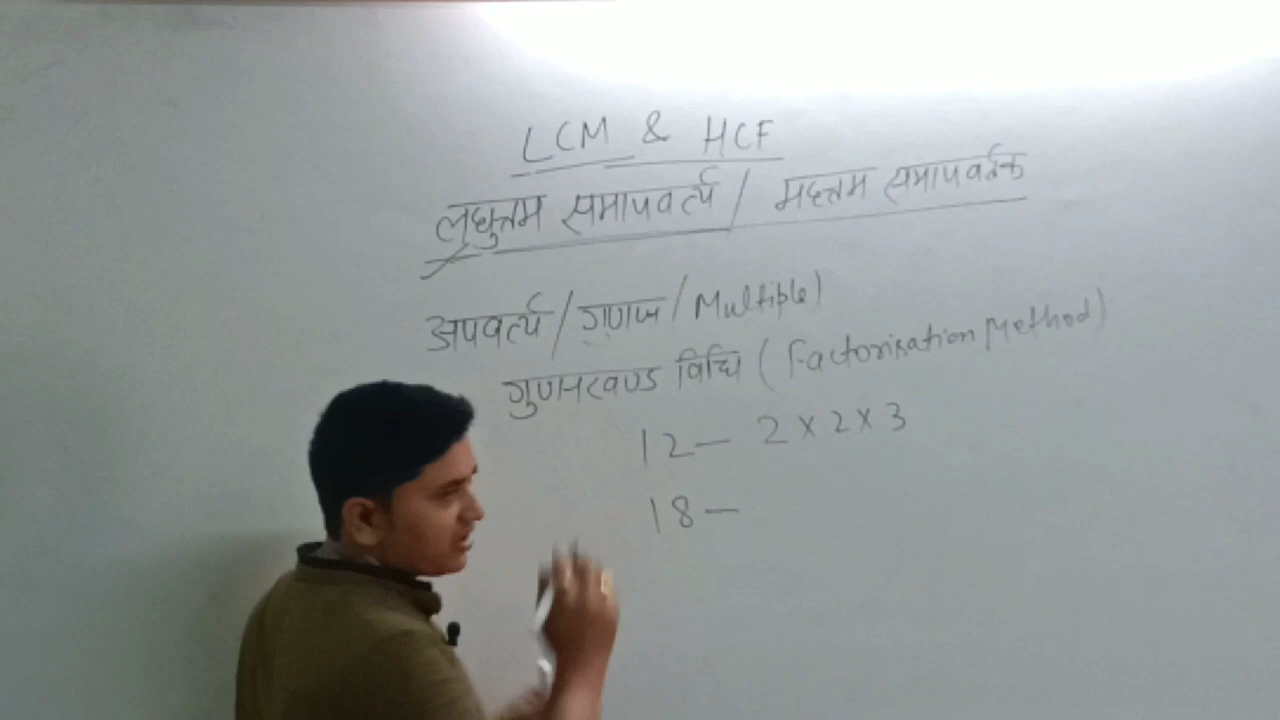 LCM & HCF
लघुत्तम समापवर्त्य / महत्तम समापवर्तक
अपवर्त्य / गुणज / Multiple)
गुणनखण्ड विधि ( Factorisation Method)
12 — 2 × 2 × 3
18 —